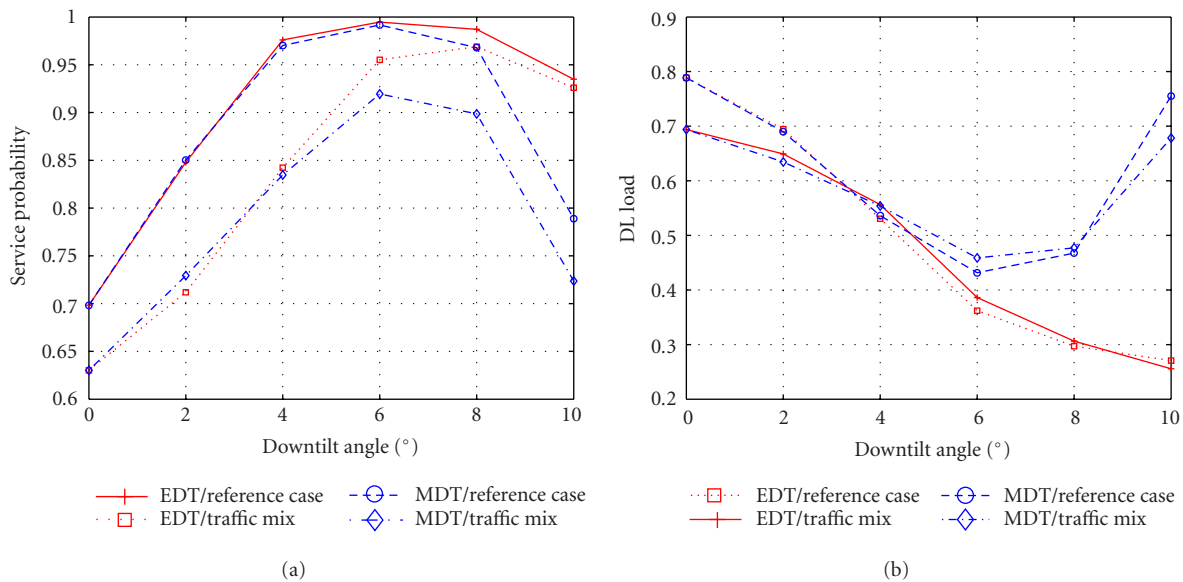 1
0.95
0.9
0.85
0.8
0.75
0.7
0.65
0.6
Service probability
0 2 4 6 8 10
Downtilt angle (°)
EDT/reference case
EDT/traffic mix
MDT/reference case
MDT/traffic mix
(a)
0.9
0.8
0.7
0.6
0.5
0.4
0.3
0.2
DL load
0 2 4 6 8 10
Downtilt angle (°)
EDT/reference case
EDT/traffic mix
MDT/reference case
MDT/traffic mix
(b)